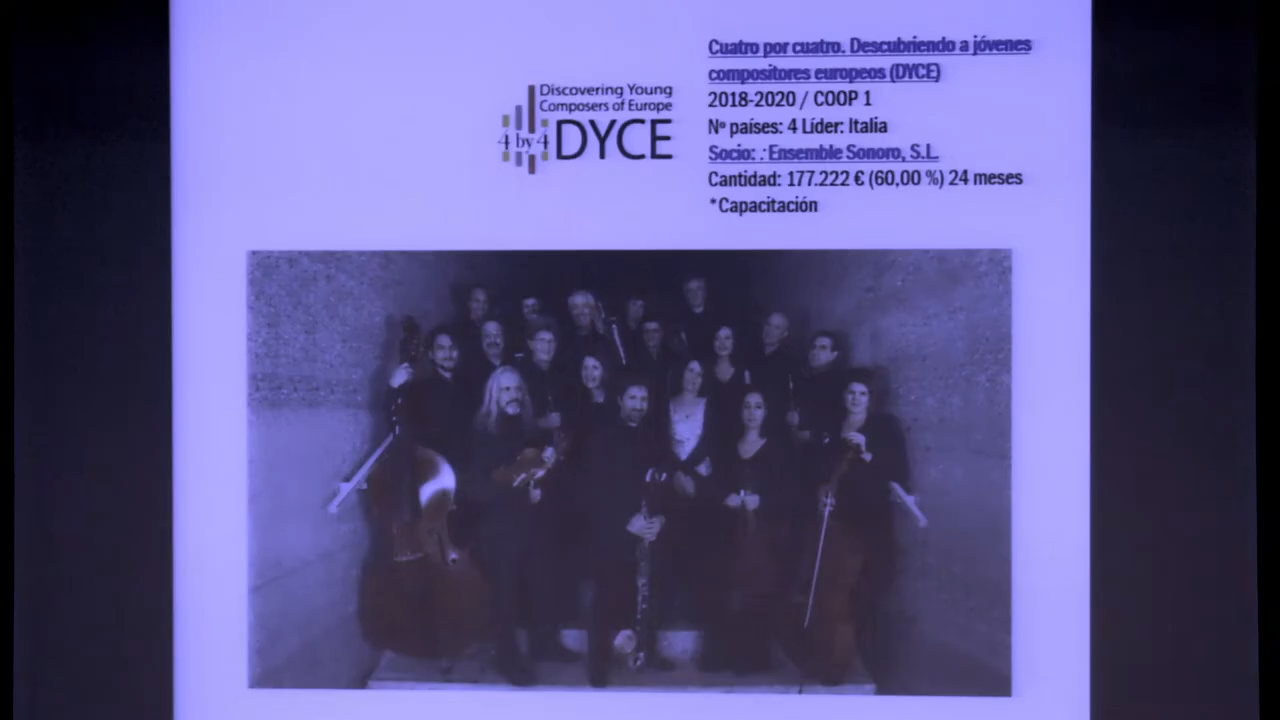 Discovering Young
Composers of Europe
4 by 4 DYCE
Cuatro por cuatro. Descubriendo a jóvenes
compositores europeos (DYCE)
2018-2020 / COOP 1
Nº países: 4 Líder: Italia
Socio: .·Ensemble Sonoro, S.L.
Cantidad: 177.222 € (60,00 %) 24 meses
*Capacitación